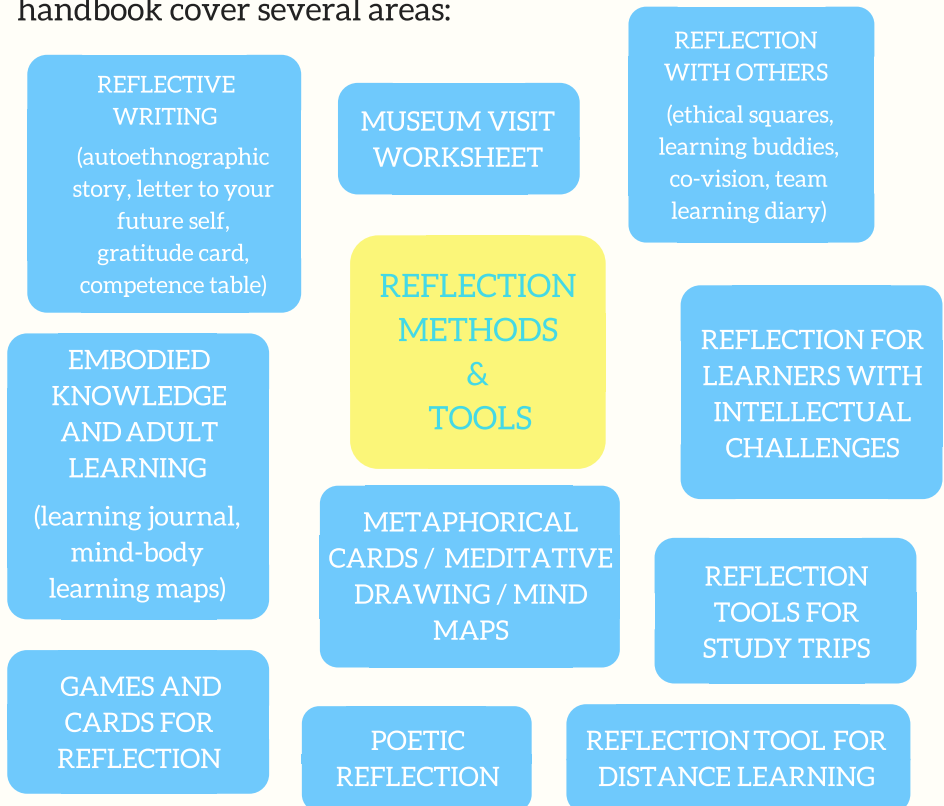 handbook cover several areas:
REFLECTIVE
WRITING
(autoethnographic
story, letter to your
future self,
gratitude card,
competence table)
MUSEUM VISIT
WORKSHEET
REFLECTION
WITH OTHERS
(ethical squares,
learning buddies,
co-vision, team
learning diary)
REFLECTION
METHODS
&
TOOLS
EMBODIED
KNOWLEDGE
AND ADULT
LEARNING
(learning journal,
mind-body
learning maps)
REFLECTION FOR
LEARNERS WITH
INTELLECTUAL
CHALLENGES
METAPHORICAL
CARDS / MEDITATIVE
DRAWING / MIND
MAPS
REFLECTION
TOOLS FOR
STUDY TRIPS
GAMES AND
CARDS FOR
REFLECTION
POETIC
REFLECTION
REFLECTION TOOL FOR
DISTANCE LEARNING